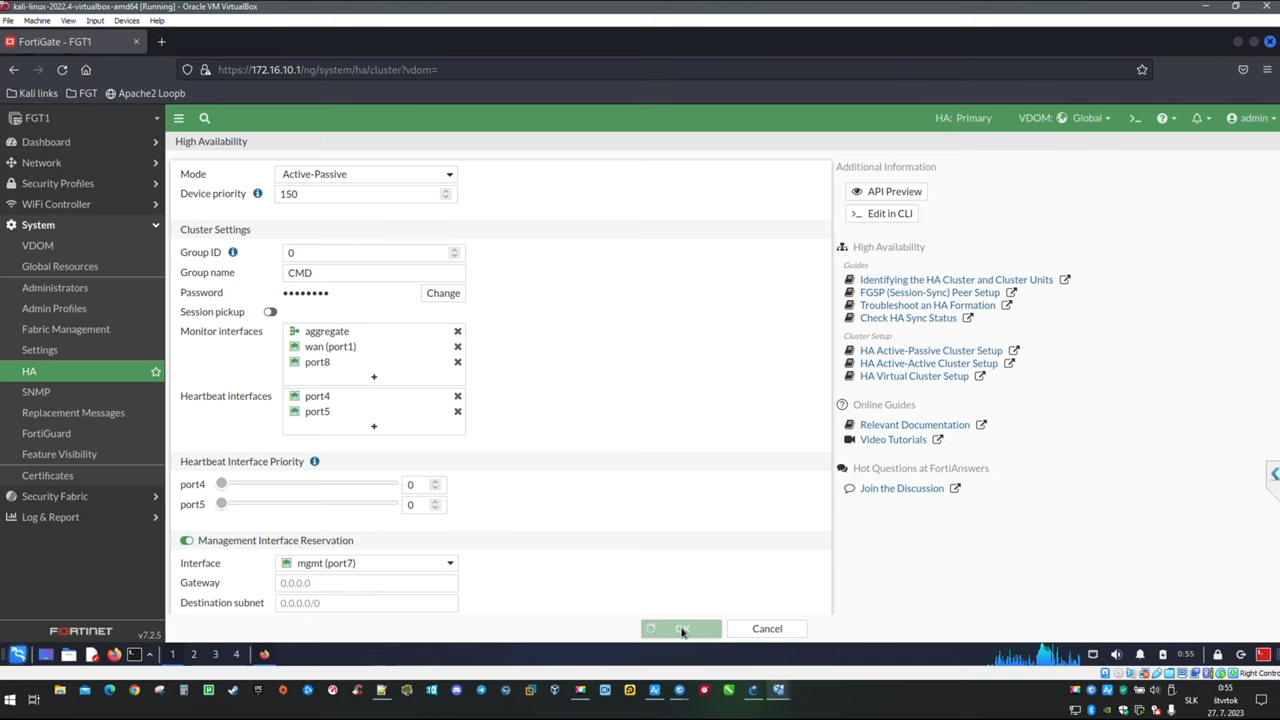 kali-linux-2022.4-virtualbox-amd64 [Running] - Oracle VM VirtualBox
File Machine View Input Devices Help
FortiGate - FGT1
https://172.16.10.1/ng/system/ha/cluster?vdom=
Kali links FGT Apache2 Loopb
FGT1
HA: Primary VDOM: Global admin
Dashboard
Network
Security Profiles
WiFi Controller
System
VDOM
Global Resources
Administrators
Admin Profiles
Fabric Management
Settings
HA
SNMP
Replacement Messages
FortiGuard
Feature Visibility
Certificates
Security Fabric
Log & Report
FORTINET v7.2.5
High Availability
Mode Active-Passive
Device priority 150
Cluster Settings
Group ID 0
Group name CMD
Password •••••••• Change
Session pickup
Monitor interfaces aggregate
wan (port1)
port8
+
Heartbeat interfaces port4
port5
+
Heartbeat Interface Priority
port4 0
port5 0
Management Interface Reservation
Interface mgmt (port7)
Gateway 0.0.0.0
Destination subnet 0.0.0.0/0
OK Cancel
Additional Information
API Preview
>_ Edit in CLI
High Availability
Guides
Identifying the HA Cluster and Cluster Units
FGSP (Session-Sync) Peer Setup
Troubleshoot an HA Formation
Check HA Sync Status
Cluster Setup
HA Active-Passive Cluster Setup
HA Active-Active Cluster Setup
HA Virtual Cluster Setup
Online Guides
Relevant Documentation
Video Tutorials
Hot Questions at FortiAnswers
Join the Discussion
1 2 3 4
0:55
Right Control
SLK
0:55
štvrtok
27. 7. 2023